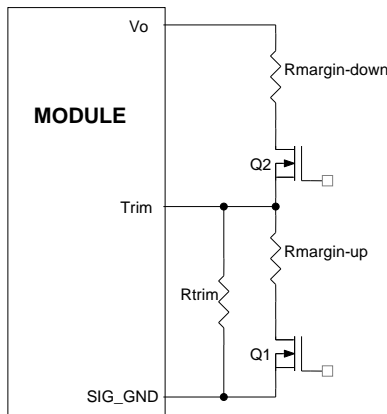 Vo
Rmargin-down
MODULE
Q2
Trim
Rmargin-up
Rtrim
Q1
SIG_GND